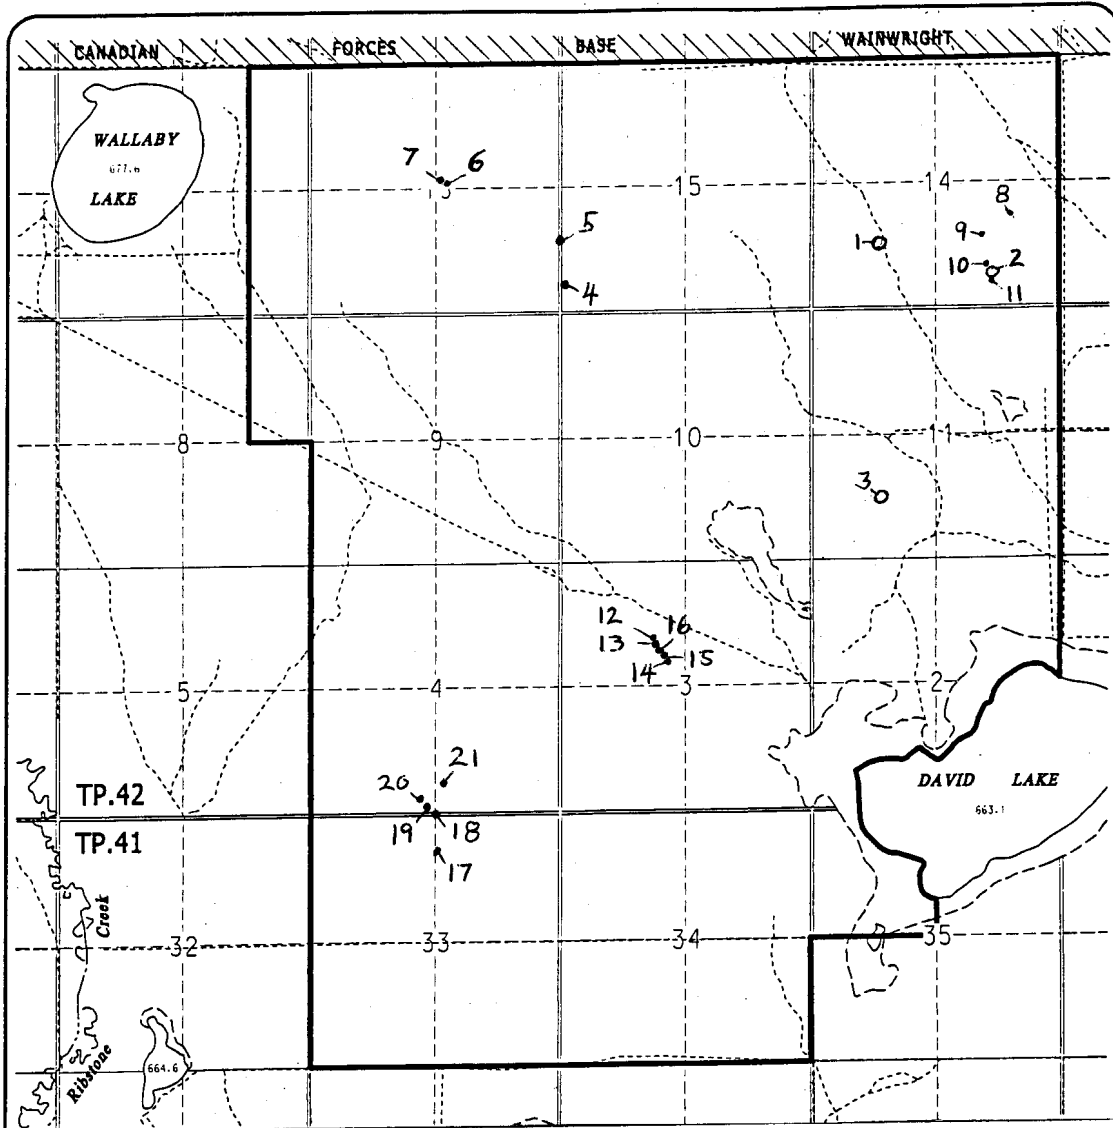 CANADIAN FORCES BASE WAINWRIGHT
WALLABY
677.6
LAKE
7 6
15 14
8
5
9
1
10 2
4
11
8 9 10 11
3
12 16
13
15
14
5 4 3 2
21
20
DAVID LAKE
TP.42
663.1
19 18
TP.41
17
Creek
32 33 34 35
Ribstone
664.6